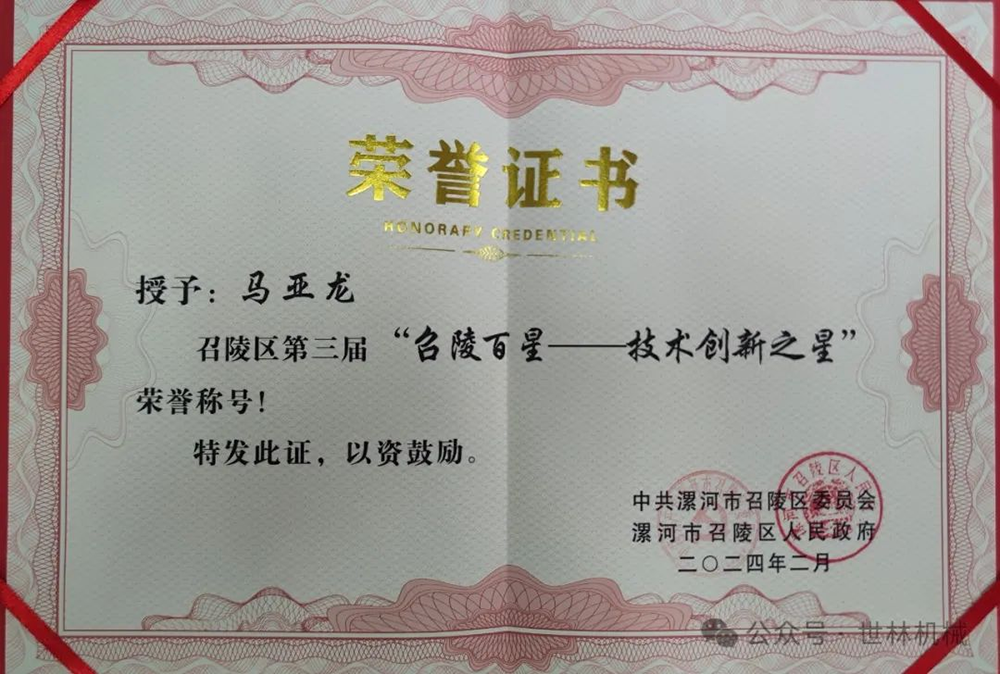 荣誉证书
HONORARY CREDENTIAL
授予：马亚龙
召陵区第三届“召陵百星——技术创新之星”
荣誉称号！
特发此证，以资鼓励。
中共漯河市召陵区委员会
漯河市召陵区人民政府
二〇二四年二月
公众号·世林机械